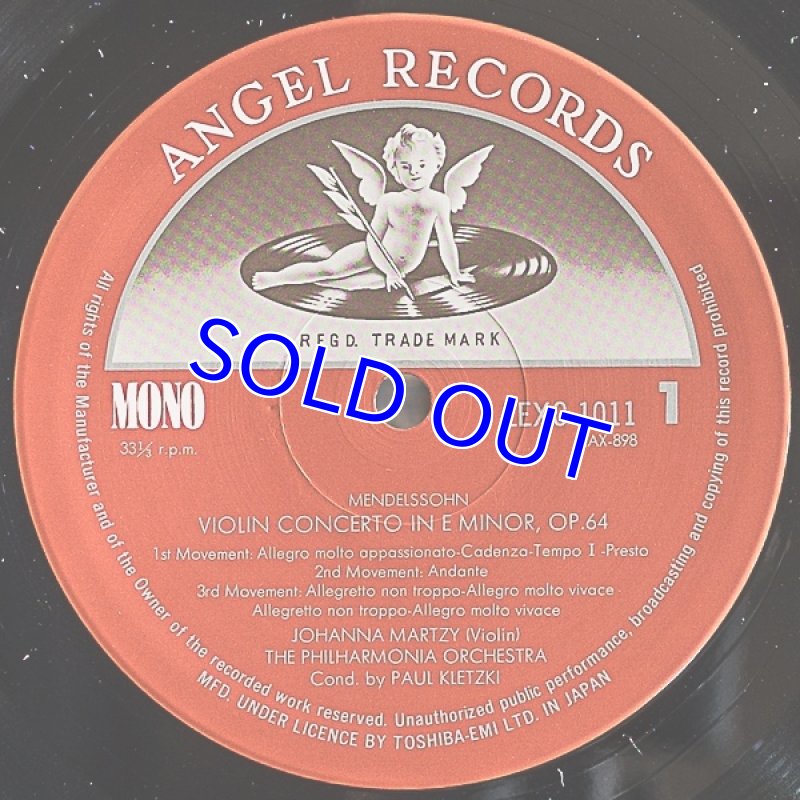 ANGEL RECORDS
REGD. TRADE MARK
SOLD OUT
MONO
1011
1
33⅓ r.p.m.
AX-898
MENDELSSOHN
VIOLIN CONCERTO IN E MINOR, OP.64
1st Movement: Allegro molto appassionato-Cadenza-Tempo I -Presto
2nd Movement: Andante
3rd Movement: Allegretto non troppo-Allegro molto vivace -
Allegretto non troppo-Allegro molto vivace
JOHANNA MARTZY (Violin)
THE PHILHARMONIA ORCHESTRA
Cond. by PAUL KLETZKI
All rights of the Manufacturer and of the Owner of the recorded work reserved. Unauthorized public performance, broadcasting and copying of this record prohibited
MFD. UNDER LICENCE BY TOSHIBA-EMI LTD. IN JAPAN